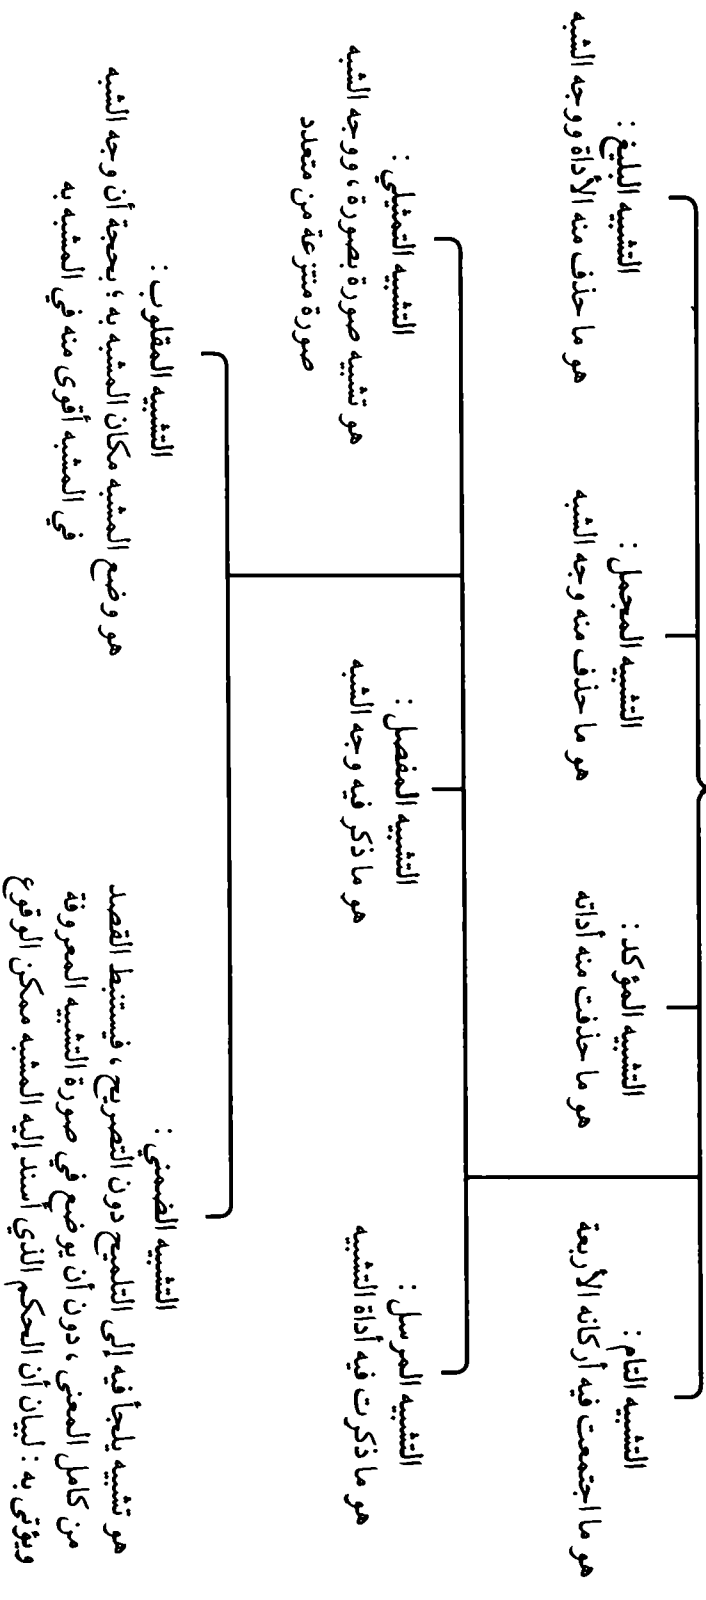 التشبيه التام :
هو ما اجتمعت فيه أركانه الأربعة
التشبيه المؤكد :
هو ما حذفت منه أداته
التشبيه المجمل :
هو ما حذف منه وجه الشبه
التشبيه البليغ :
هو ما حذف منه الأداة ووجه الشبه
التشبيه المرسل :
هو ما ذكرت فيه أداة التشبيه
التشبيه المفصل :
هو ما ذكر فيه وجه الشبه
التشبيه التمثيلي :
هو تشبيه صورة بصورة ، ووجه الشبه
صورة منتزعة من متعدد
التشبيه الضمني :
هو تشبيه يلجأ فيه إلى التلميح دون التصريح ، فيستنبط القصد
من كامل المعنى ، دون أن يوضع في صورة التشبيه المعروفة
ويؤتى به : لبيان أن الحكم الذي أسند إليه المشبه ممكن الوقوع
التشبيه المقلوب :
هو وضع المشبه مكان المشبه به ؛ بحجة أن وجه الشبه
في المشبه أقوى منه في المشبه به